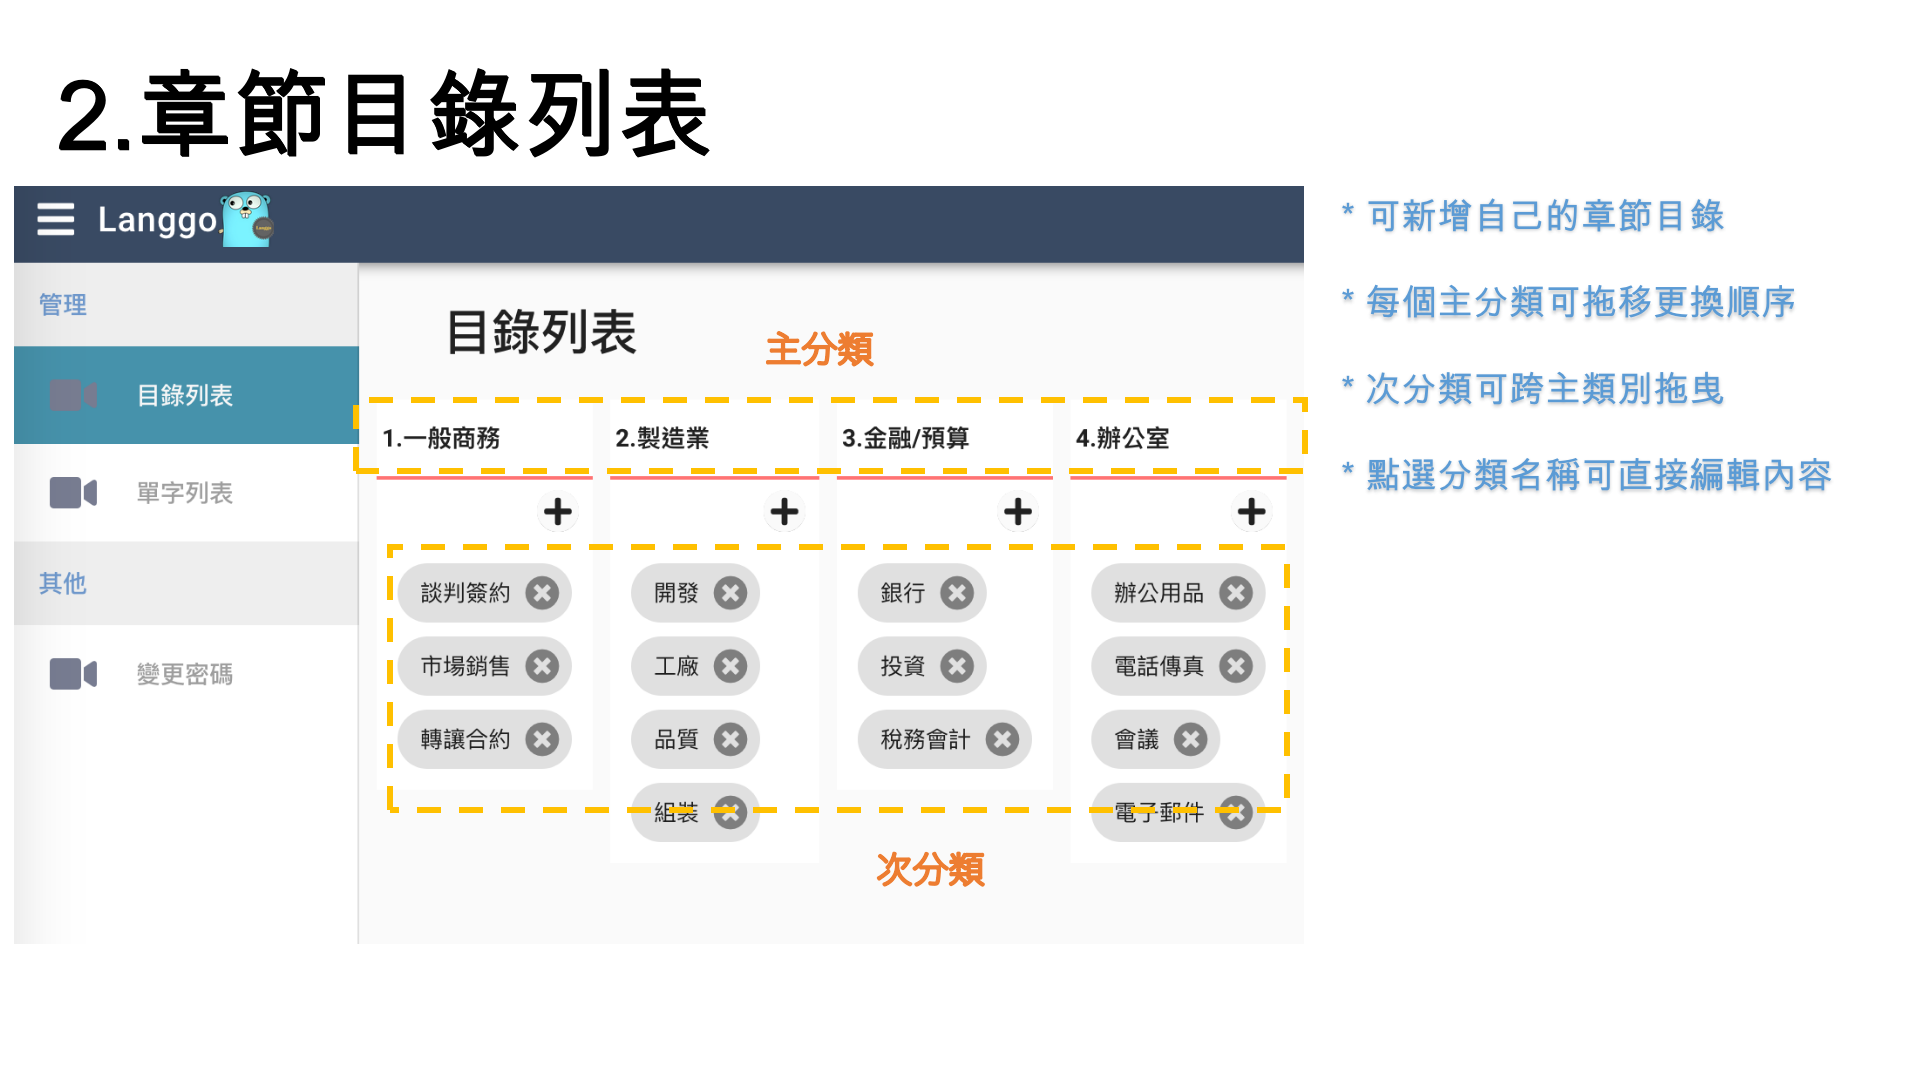 2.章節目錄列表
Langgo
管理
目錄列表
單字列表
其他
變更密碼
目錄列表
主分類
1.一般商務
2.製造業
3.金融/預算
4.辦公室
談判簽約
開發
銀行
辦公用品
市場銷售
工廠
投資
電話傳真
轉讓合約
品質
稅務會計
會議
組裝
電子郵件
次分類
* 可新增自己的章節目錄
* 每個主分類可拖移更換順序
* 次分類可跨主類別拖曳
* 點選分類名稱可直接編輯內容